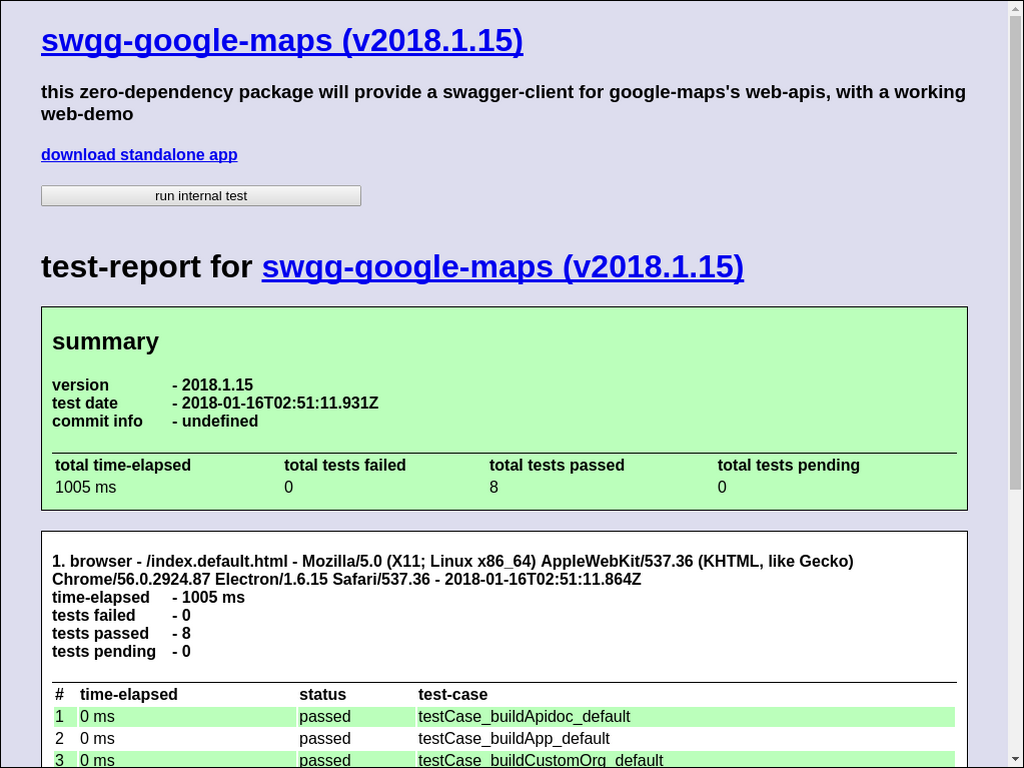 swgg-google-maps (v2018.1.15)
this zero-dependency package will provide a swagger-client for google-maps's web-apis, with a working
web-demo
download standalone app
run internal test
test-report for swgg-google-maps (v2018.1.15)
summary
version - 2018.1.15
test date - 2018-01-16T02:51:11.931Z
commit info - undefined
total time-elapsed total tests failed total tests passed total tests pending
1005 ms 0 8 0
1. browser - /index.default.html - Mozilla/5.0 (X11; Linux x86_64) AppleWebKit/537.36 (KHTML, like Gecko)
Chrome/56.0.2924.87 Electron/1.6.15 Safari/537.36 - 2018-01-16T02:51:11.864Z
time-elapsed - 1005 ms
tests failed - 0
tests passed - 8
tests pending - 0
# time-elapsed status test-case
1 0 ms passed testCase_buildApidoc_default
2 0 ms passed testCase_buildApp_default
3 0 ms passed testCase_buildCustomOrg_default